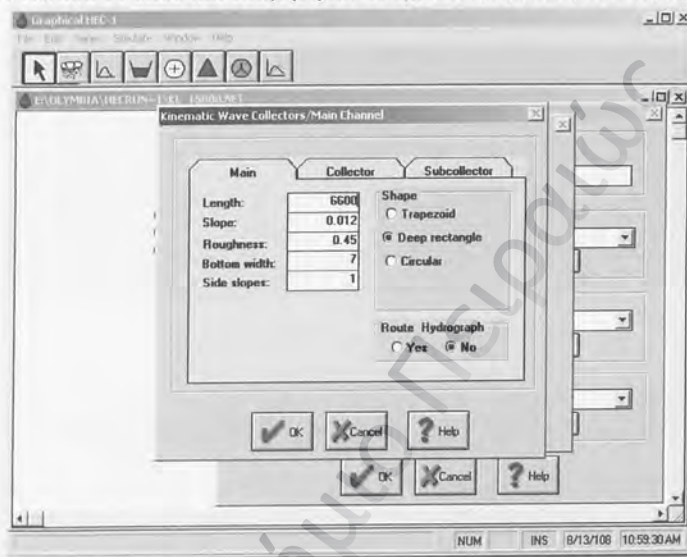 Graphical HEC-1
Window Help
Kinematic Wave Collectors/Main Channel
Main Collector Subcollector
Length: 6600
Slope: 0.012
Roughness: 0.45
Bottom width: 7
Side slopes: 1
Shape
Trapezoid
Deep rectangle
Circular
Route Hydrograph
Yes No
OK Cancel Help
OK Cancel Help
NUM INS 8/13/108 10:59:30 AM